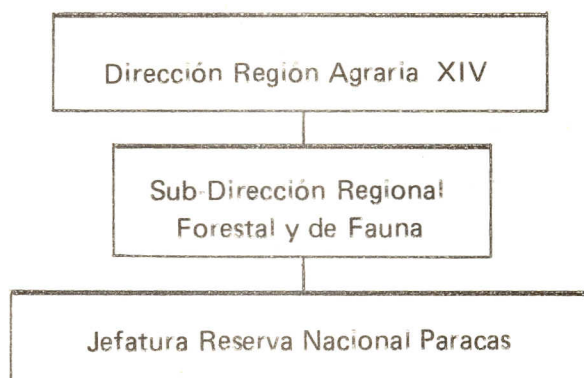 Dirección Región Agraria XIV
Sub-Dirección Regional
Forestal y de Fauna
Jefatura Reserva Nacional Paracas